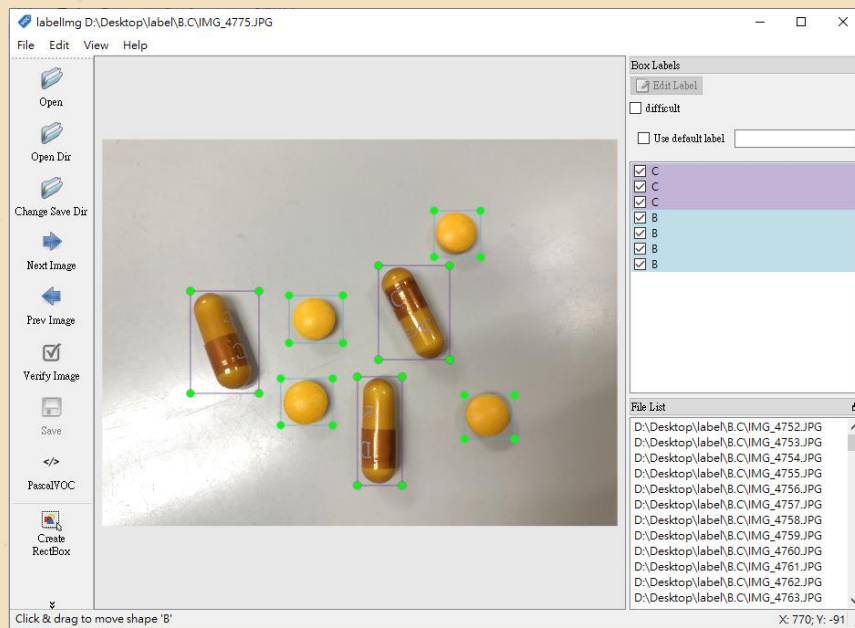 labelImg D:\Desktop\label\B.C\IMG_4775.JPG
File Edit View Help
Open
Open Dir
Change Save Dir
Next Image
Prev Image
Verify Image
Save
</>
PascalVOC
Create
RectBox
Box Labels
Edit Label
difficult
Use default label
C
C
C
B
B
B
B
File List
D:\Desktop\label\B.C\IMG_4752.JPG
D:\Desktop\label\B.C\IMG_4753.JPG
D:\Desktop\label\B.C\IMG_4754.JPG
D:\Desktop\label\B.C\IMG_4755.JPG
D:\Desktop\label\B.C\IMG_4756.JPG
D:\Desktop\label\B.C\IMG_4757.JPG
D:\Desktop\label\B.C\IMG_4758.JPG
D:\Desktop\label\B.C\IMG_4759.JPG
D:\Desktop\label\B.C\IMG_4760.JPG
D:\Desktop\label\B.C\IMG_4761.JPG
D:\Desktop\label\B.C\IMG_4762.JPG
D:\Desktop\label\B.C\IMG_4763.JPG
Click & drag to move shape 'B'
X: 770; Y: -91